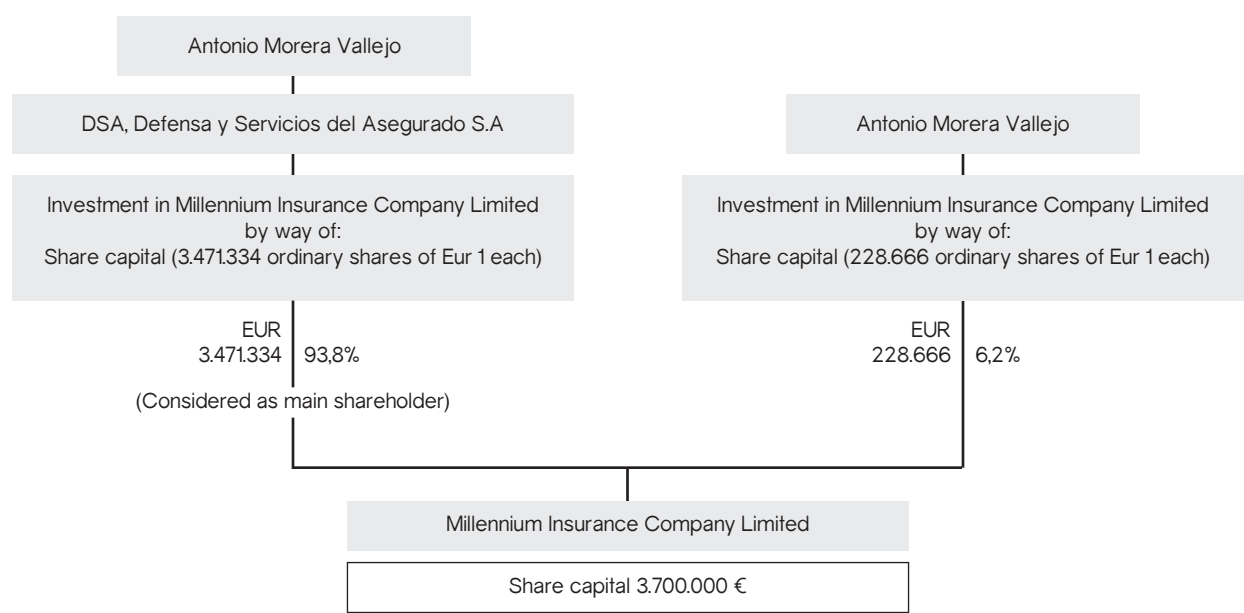 Antonio Morera Vallejo
DSA, Defensa y Servicios del Asegurado S.A
Investment in Millennium Insurance Company Limited
by way of:
Share capital (3.471.334 ordinary shares of Eur 1 each)
EUR
3.471.334
93,8%
(Considered as main shareholder)
Antonio Morera Vallejo
Investment in Millennium Insurance Company Limited
by way of:
Share capital (228.666 ordinary shares of Eur 1 each)
EUR
228.666
6,2%
Millennium Insurance Company Limited
Share capital 3.700.000 €